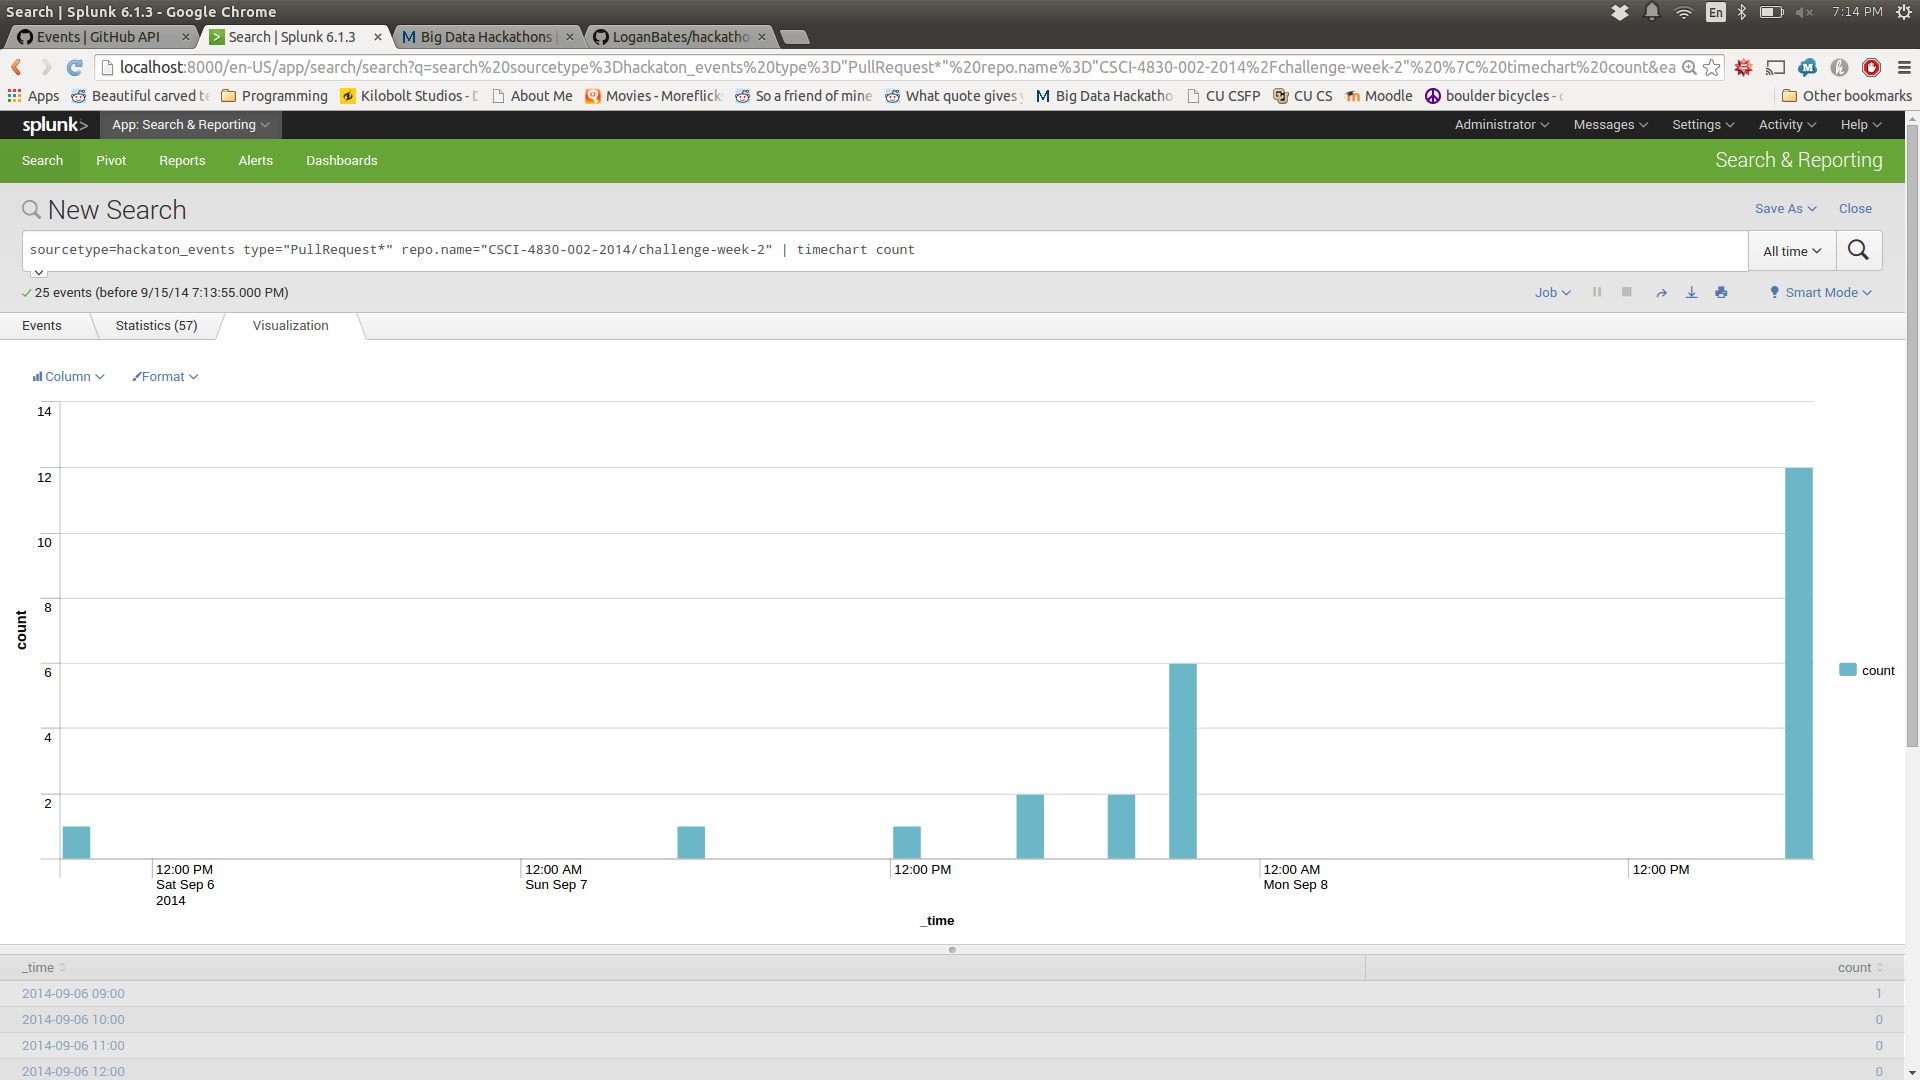 Search | Splunk 6.1.3 - Google Chrome
En
7:14 PM
Events | GitHub API
Search | Splunk 6.1.3
Big Data Hackathons |
LoganBates/hackatho
localhost:8000/en-US/app/search/search?q=search%20sourcetype%3Dhackaton_events%20type%3D"PullRequest*"%20repo.name%3D"CSCI-4830-002-2014%2Fchallenge-week-2"%20%7C%20timechart%20count&ea
Apps
Beautiful carved t
Programming
Kilobolt Studios -
About Me
Movies - Moreflick
So a friend of mine
What quote gives
Big Data Hackatho
CU CSFP
CU CS
Moodle
boulder bicycles -
Other bookmarks
splunk>
App: Search & Reporting
Administrator
Messages
Settings
Activity
Help
Search
Pivot
Reports
Alerts
Dashboards
Search & Reporting
New Search
Save As
Close
sourcetype=hackaton_events type="PullRequest*" repo.name="CSCI-4830-002-2014/challenge-week-2" | timechart count
All time
25 events (before 9/15/14 7:13:55.000 PM)
Job
Smart Mode
Events
Statistics (57)
Visualization
Column
Format
14
12
10
8
6
4
2
count
count
12:00 PM
Sat Sep 6
2014
12:00 AM
Sun Sep 7
12:00 PM
12:00 AM
Mon Sep 8
12:00 PM
_time
_time
count
2014-09-06 09:00
1
2014-09-06 10:00
0
2014-09-06 11:00
0
2014-09-06 12:00
0